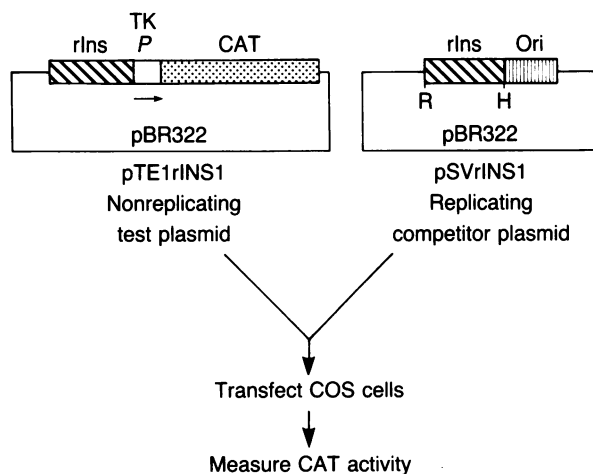 TK
rIns P CAT
rIns Ori
R H
pBR322
pTE1rINS1
Nonreplicating
test plasmid
pBR322
pSVrINS1
Replicating
competitor plasmid
Transfect COS cells
Measure CAT activity